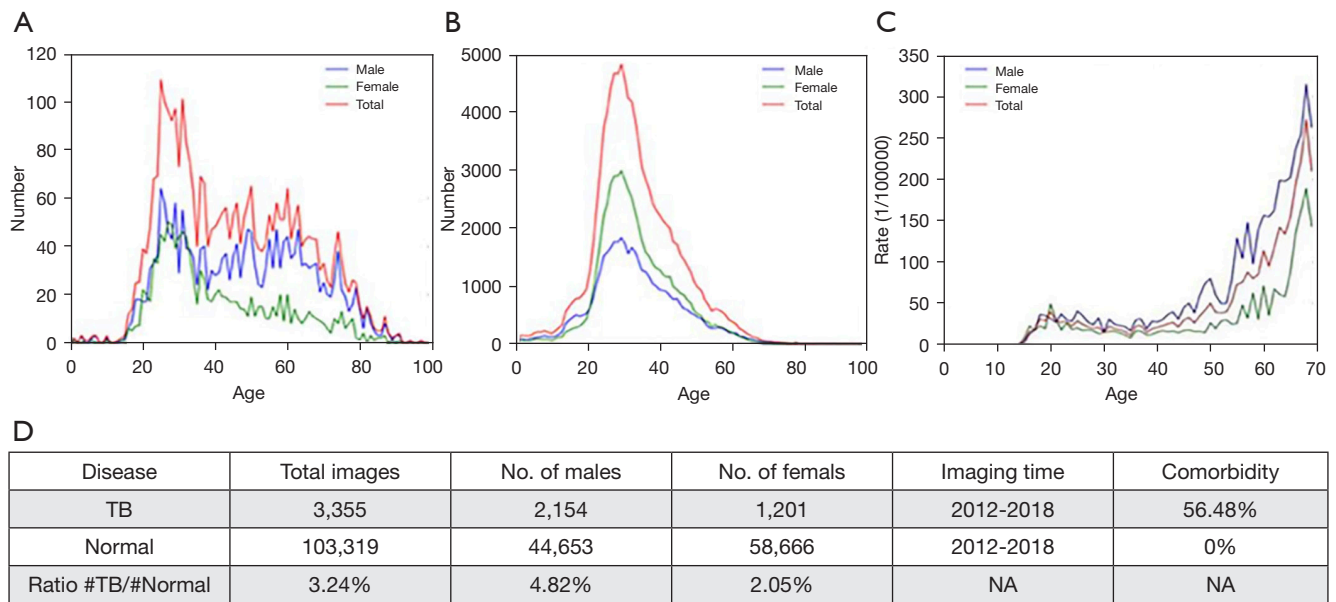 A
120
100
80
60
40
20
0
Number
0 20 40 60 80 100
Age
Male
Female
Total
B
5000
4000
3000
2000
1000
0
Number
0 20 40 60 80 100
Age
Male
Female
Total
C
350
300
250
200
150
100
50
0
Rate (1/100000)
0 10 20 30 40 50 60 70
Age
Male
Female
Total
D
Disease Total images No. of males No. of femals Imaging time Comorbidity
TB 3,355 2,154 1,201 2012-2018 56.48%
Normal 103,319 44,653 58,666 2012-2018 0%
Ratio #TB/#Normal 3.24% 4.82% 2.05% NA NA